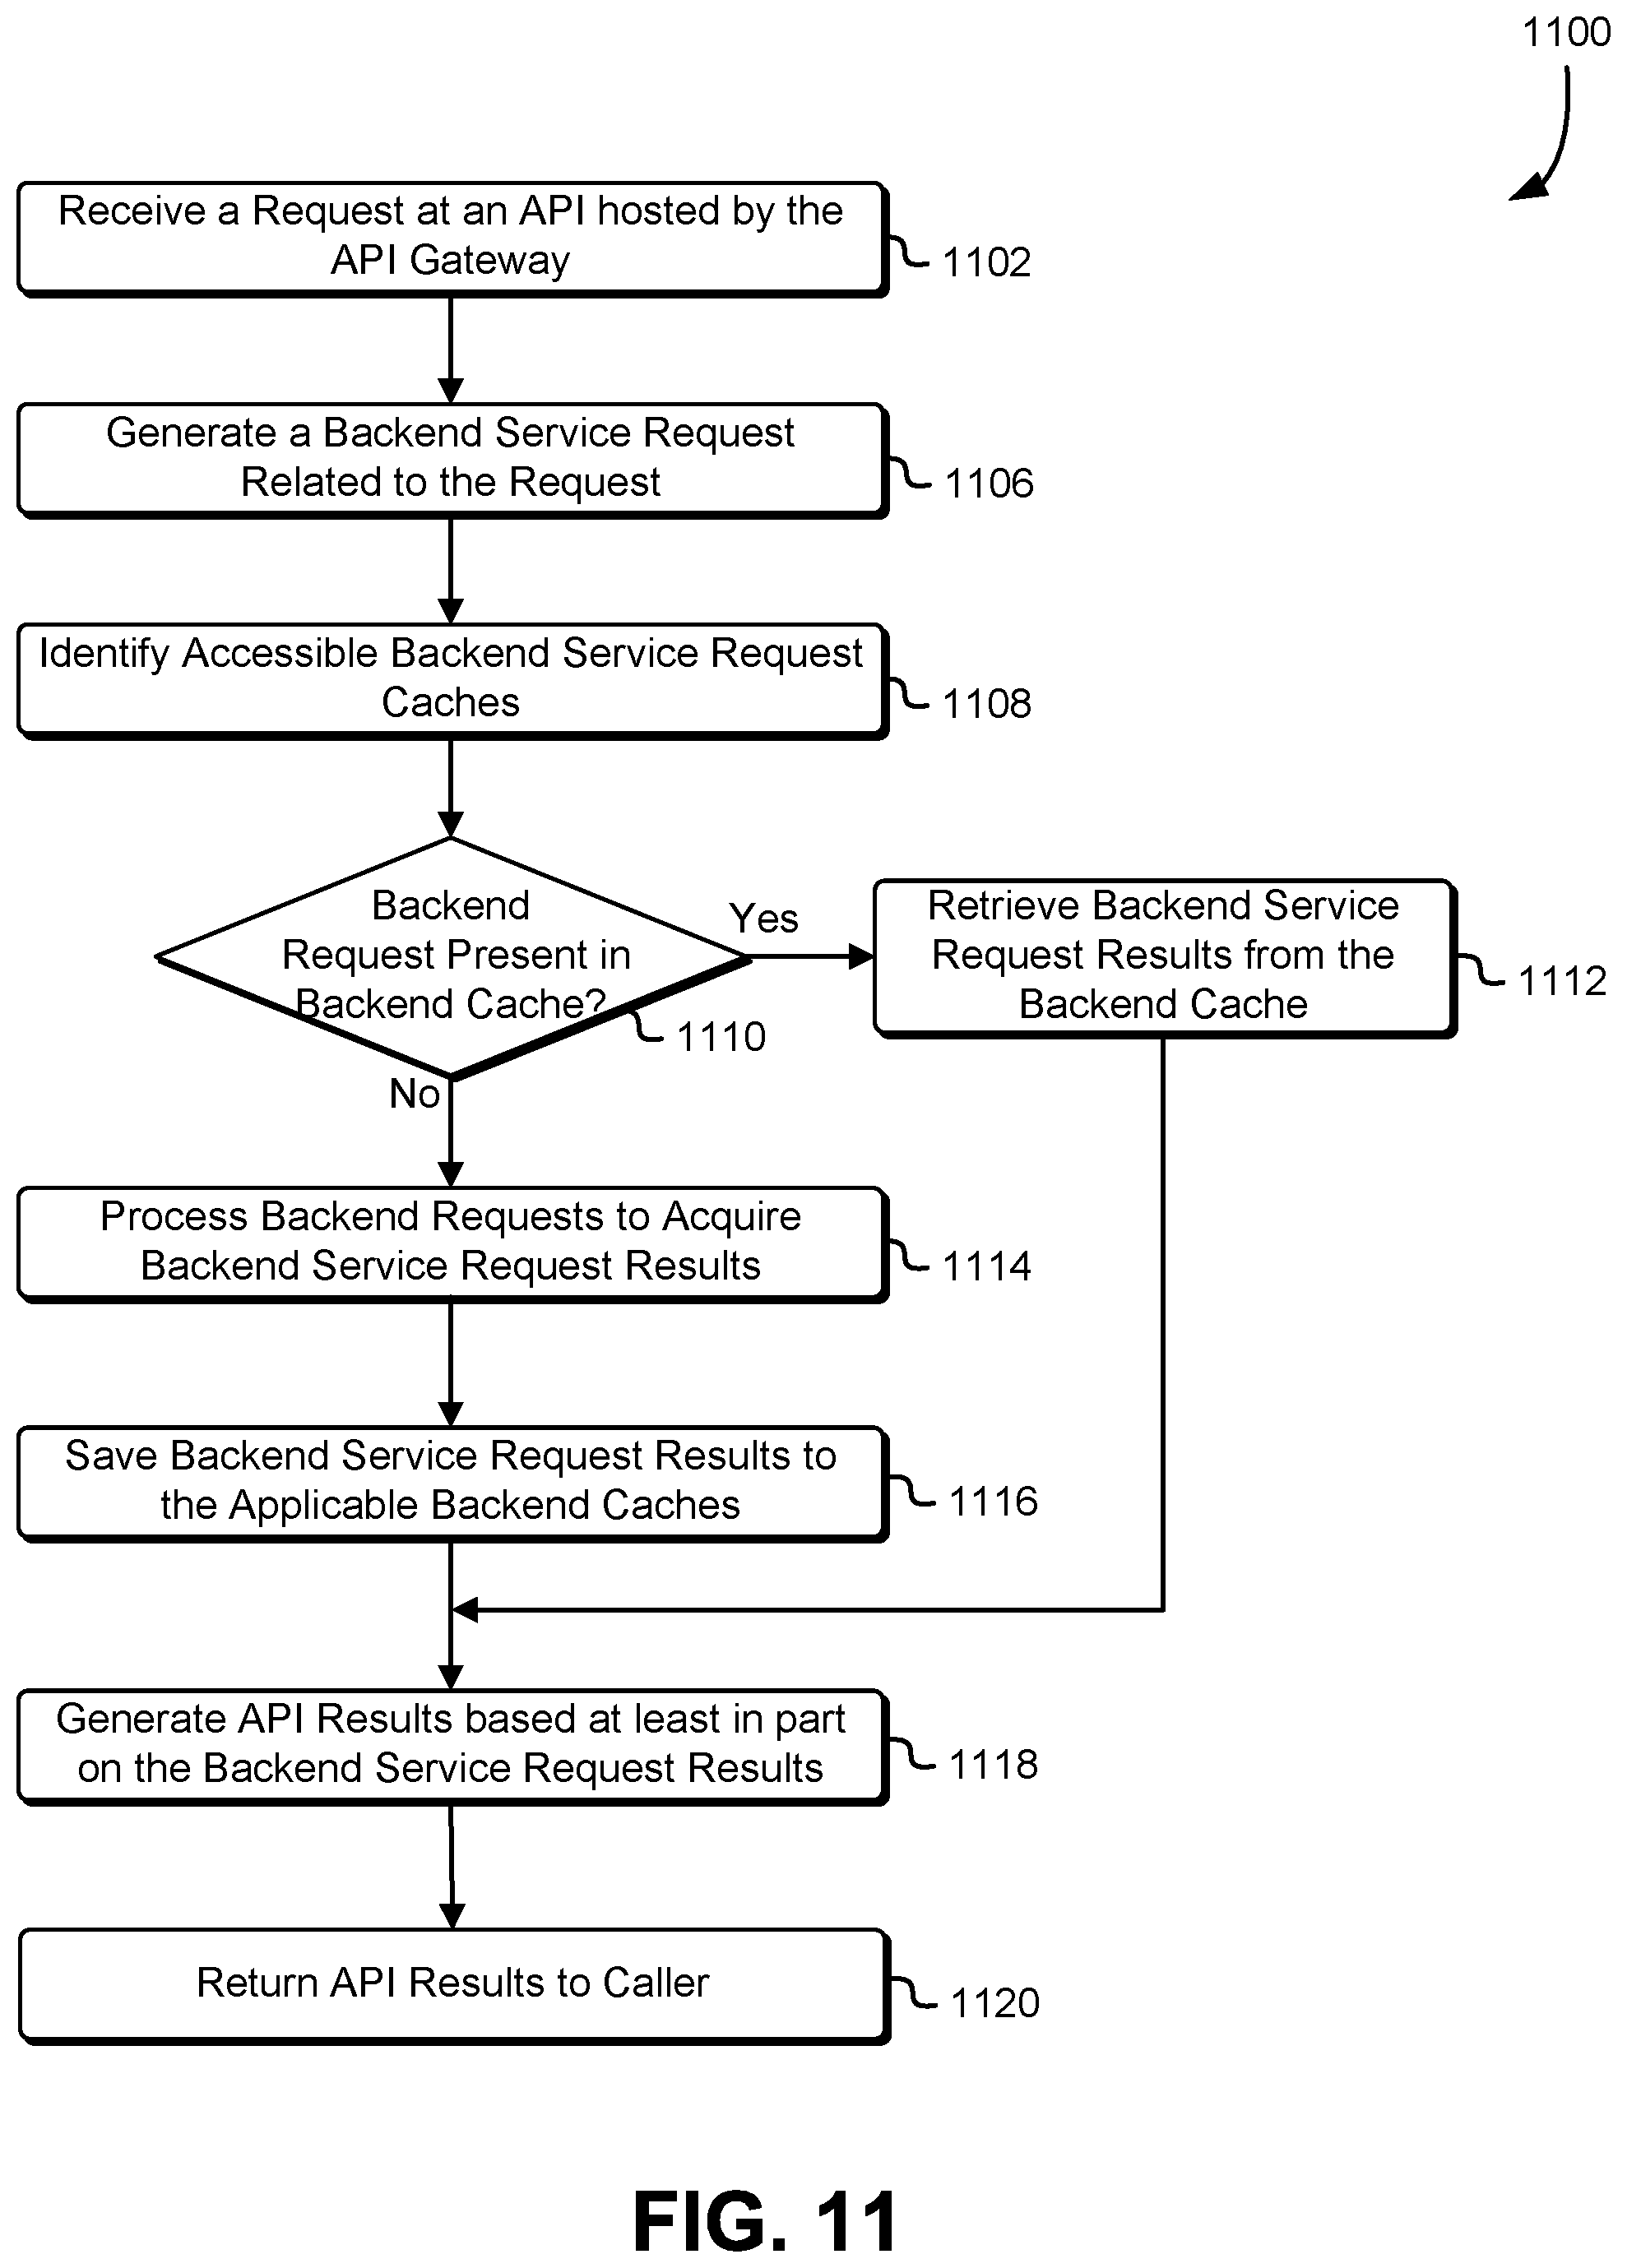 1100
Receive a Request at an API hosted by the
API Gateway
1102
Generate a Backend Service Request
Related to the Request
1106
Identify Accessible Backend Service Request
Caches
1108
Backend
Request Present in
Backend Cache?
1110
Yes
Retrieve Backend Service
Request Results from the
Backend Cache
1112
No
Process Backend Requests to Acquire
Backend Service Request Results
1114
Save Backend Service Request Results to
the Applicable Backend Caches
1116
Generate API Results based at least in part
on the Backend Service Request Results
1118
Return API Results to Caller
1120
FIG. 11